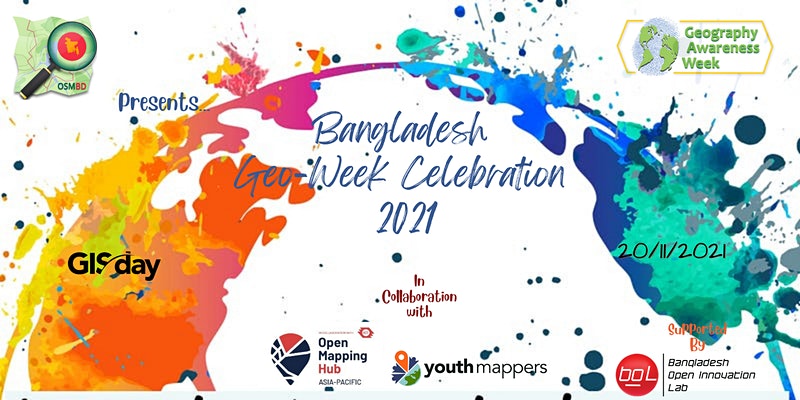 OSMBD
Geography
Awareness
Week
Presents...
Bangladesh
Geo-Week Celebration
2021
GISday
20/11/2021
In
Collaboration
with
Open
Mapping
Hub
ASIA-PACIFIC
youthmappers
Supported
By
bOL
Bangladesh
Open Innovation
Lab